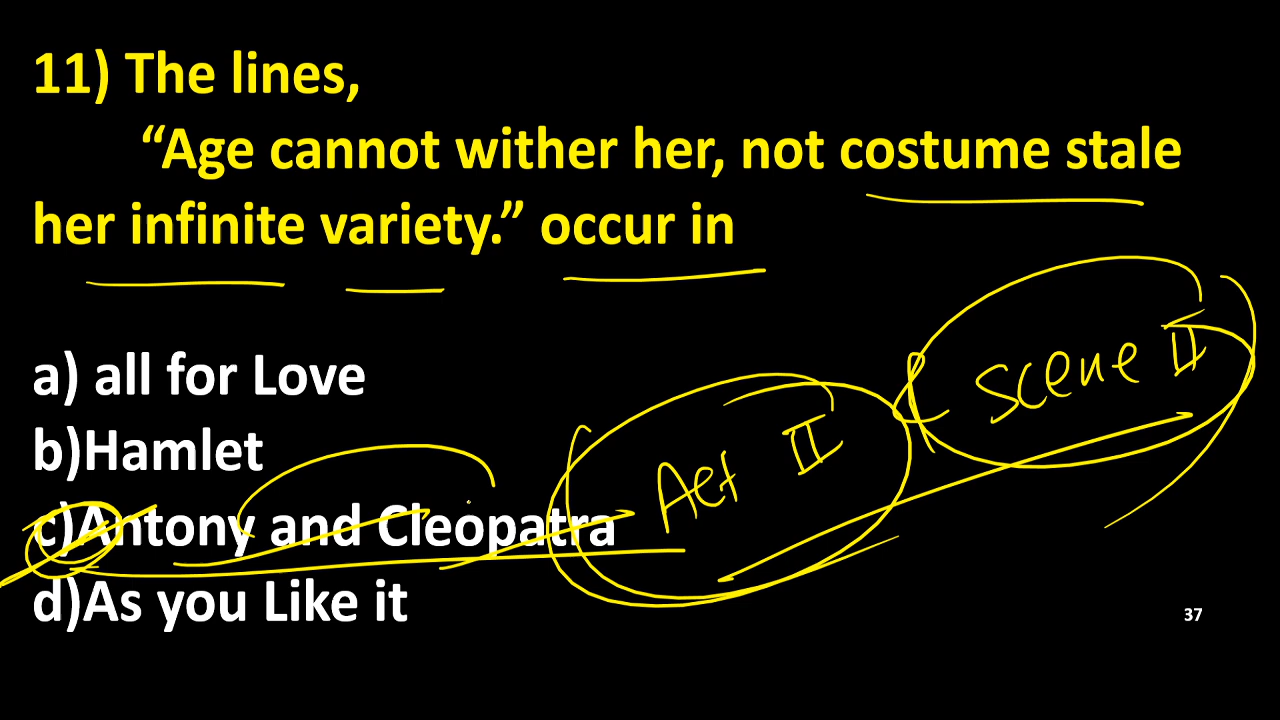 11) The lines,
“Age cannot wither her, not costume stale
her infinite variety.” occur in
a) all for Love
b)Hamlet
c)Antony and Cleopatra
d)As you Like it
Act II
Scene II
37